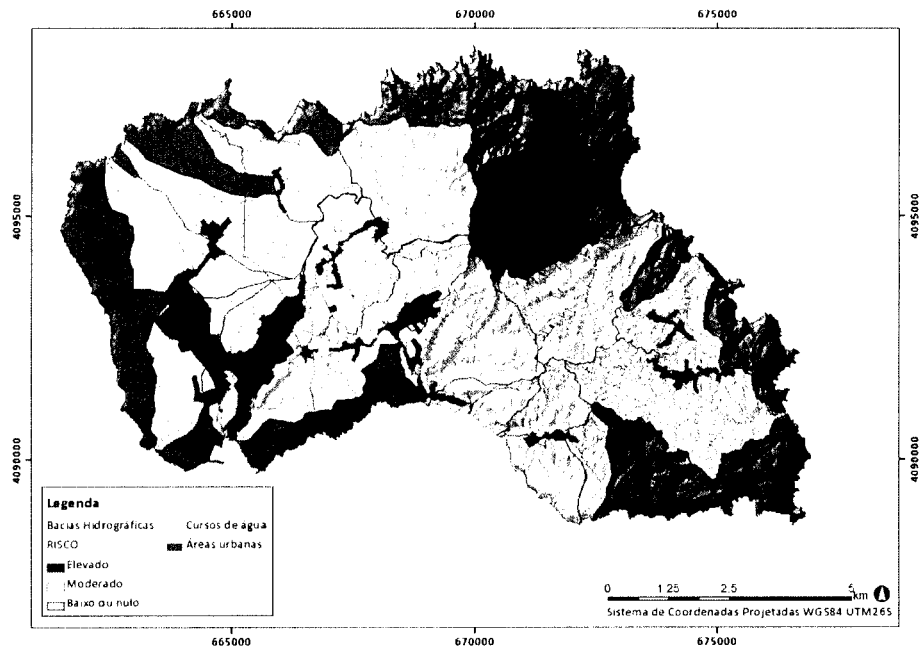 665000 670000 675000
4095000 4095000
4090000 4090000
Legenda
Bacias Hidrográficas Cursos de agua
RISCO Áreas urbanas
Elevado
Moderado
Baixo ou nulo
0 1 25 2.5 5
km
Sistema de Coordenadas Projetadas WGS84 UTM26S
665000 670000 675000